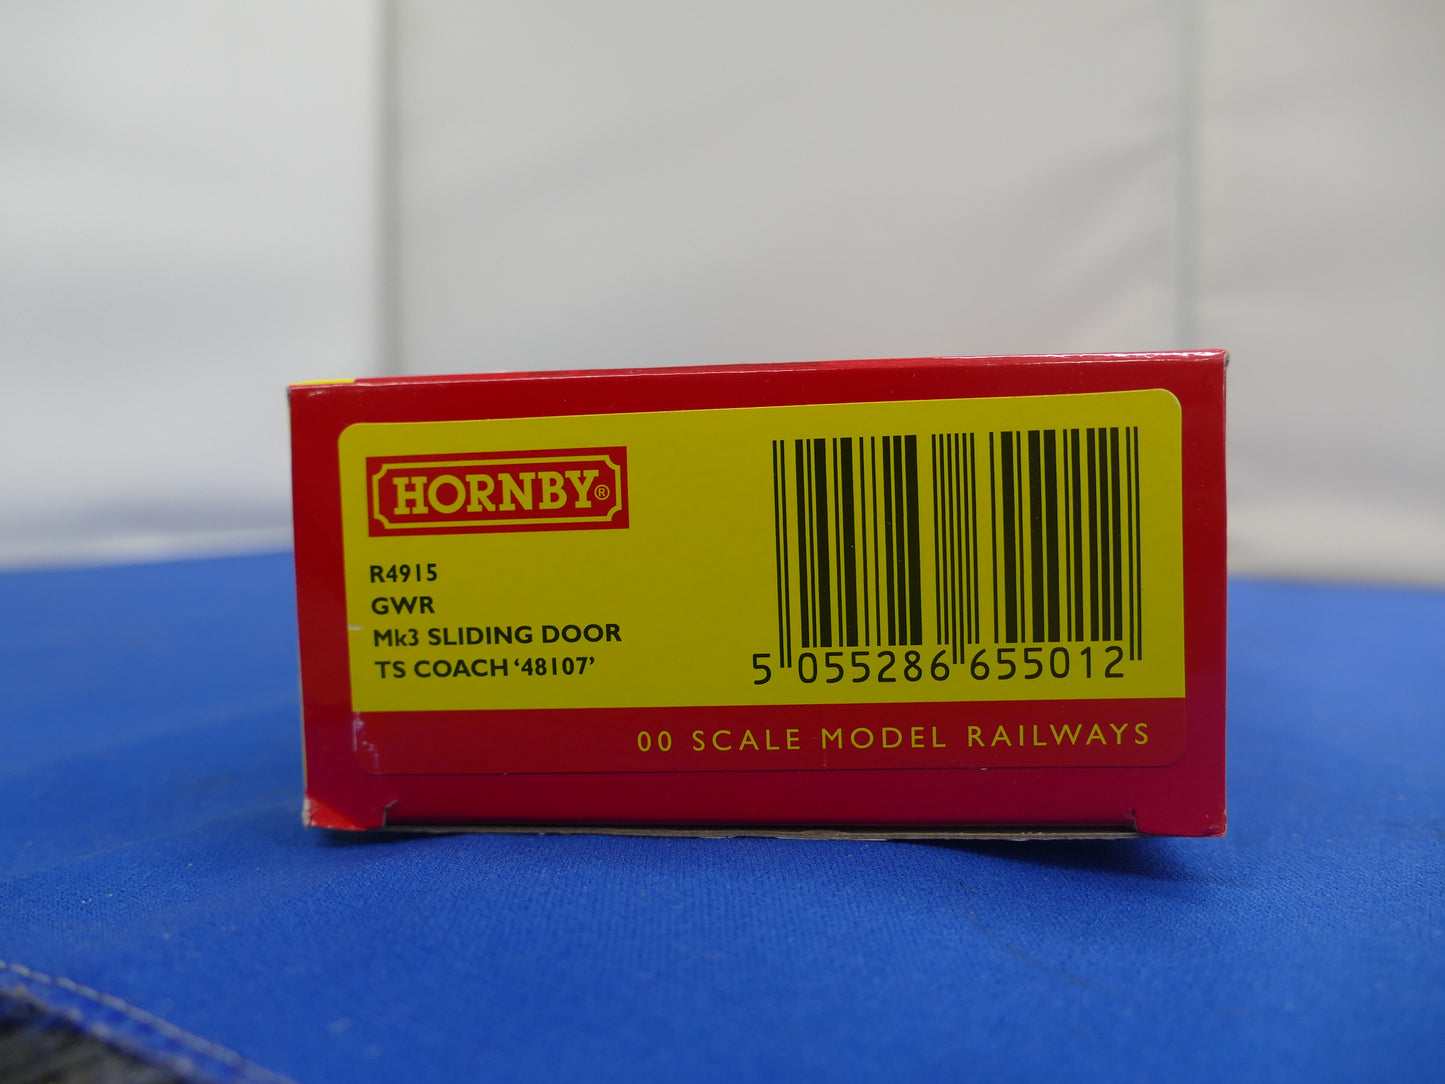 HORNBY®
R4915
GWR
Mk3 SLIDING DOOR
TS COACH ‘48107’
5 055286 655012
00 SCALE MODEL RAILWAYS